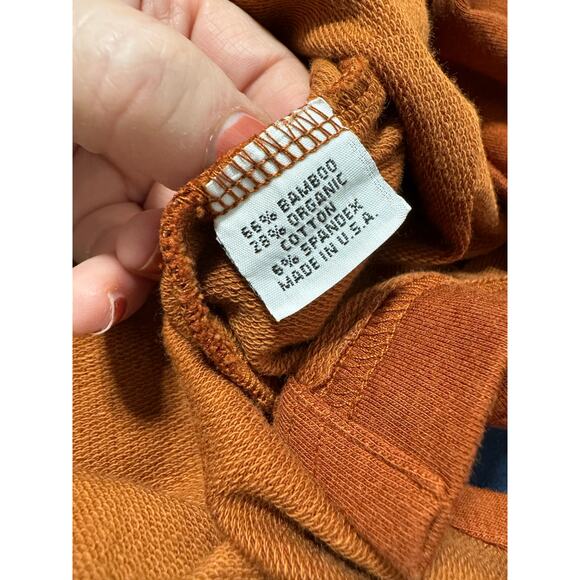 66% BAMBOO
28% ORGANIC
COTTON
6% SPANDEX
MADE IN U.S.A.